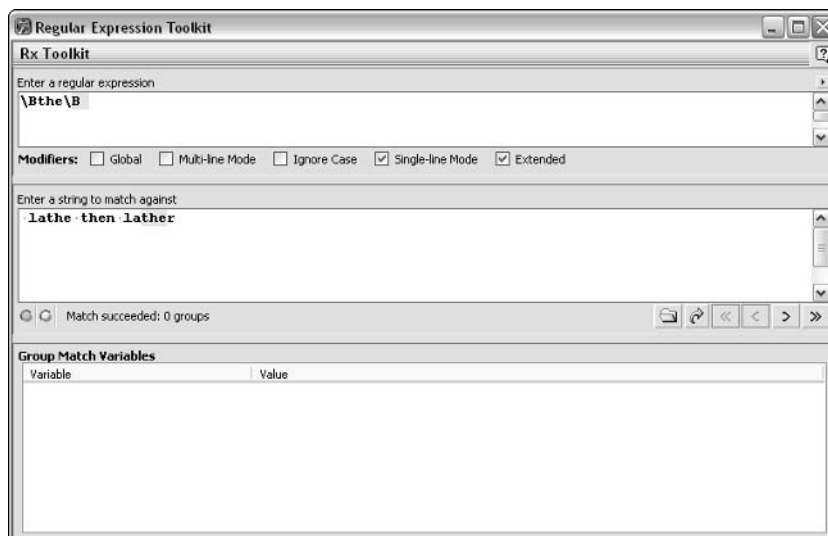 Regular Expression Toolkit
Rx Toolkit
Enter a regular expression
\Bthe\B
Modifiers: Global Multi-line Mode Ignore Case Single-line Mode Extended
Enter a string to match against
·lathe·then·lather
Match succeeded: 0 groups
Group Match Variables
Variable Value